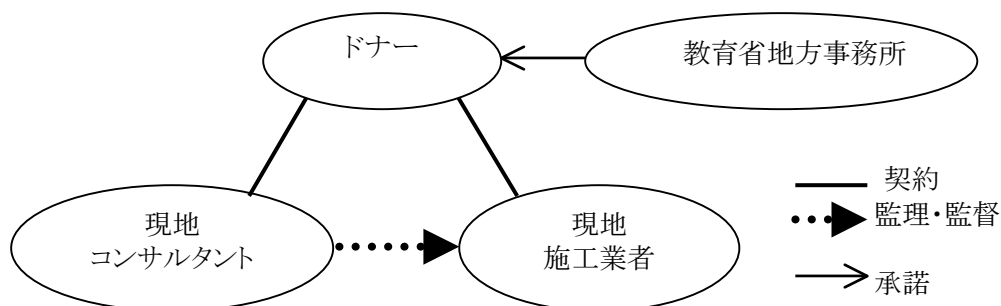 ドナー
教育省地方事務所
現地
コンサルタント
現地
施工業者
契約
監理・監督
承諾